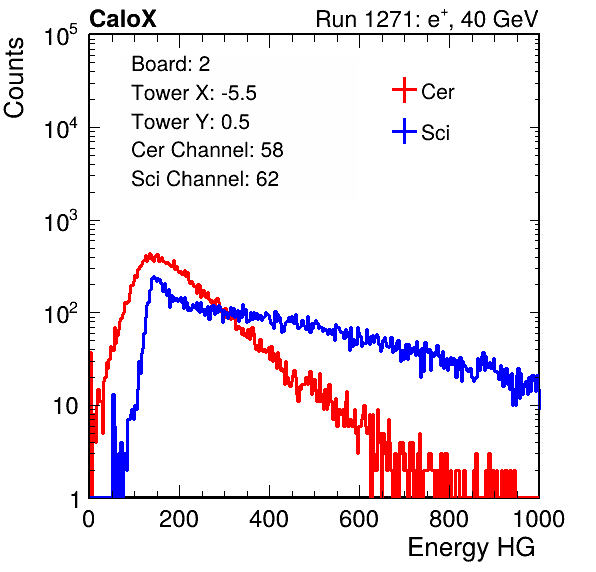 CaloX Run 1271: e⁺, 40 GeV
Counts
Board: 2
Tower X: -5.5
Tower Y: 0.5
Cer Channel: 58
Sci Channel: 62
Cer
Sci
10⁵
10⁴
10³
10²
10
1
0 200 400 600 800 1000
Energy HG